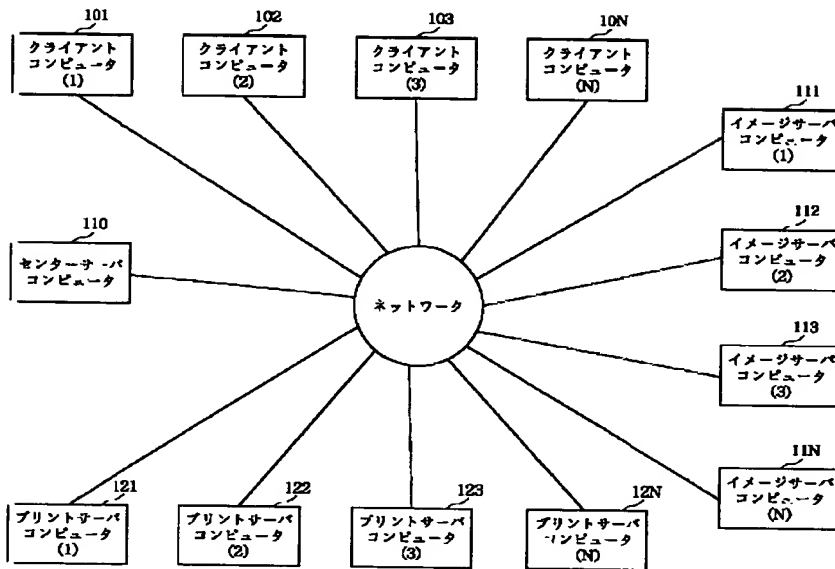 101
クライアント
コンピュータ
(1)
102
クライアント
コンピュータ
(2)
103
クライアント
コンピュータ
(3)
10N
クライアント
コンピュータ
(N)
111
イメージサーバ
コンピュータ
(1)
110
センターサーバ
コンピュータ
ネットワーク
112
イメージサーバ
コンピュータ
(2)
113
イメージサーバ
コンピュータ
(3)
11N
イメージサーバ
コンピュータ
(N)
121
プリントサーバ
コンピュータ
(1)
122
プリントサーバ
コンピュータ
(2)
123
プリントサーバ
コンピュータ
(3)
12N
プリントサーバ
コンピュータ
(N)